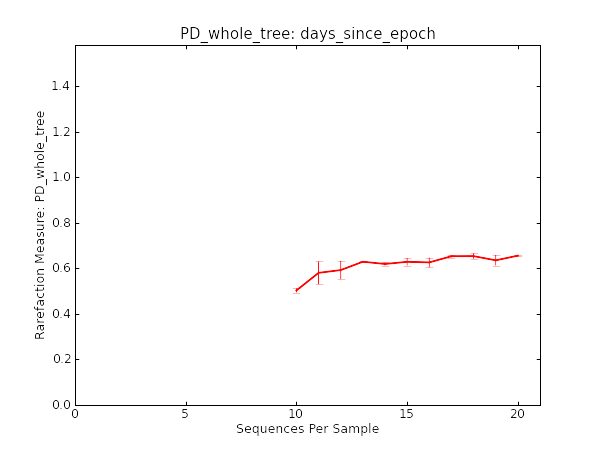 PD_whole_tree: days_since_epoch
Rarefaction Measure: PD_whole_tree
1.4
1.2
1.0
0.8
0.6
0.4
0.2
0.0
0 5 10 15 20
Sequences Per Sample